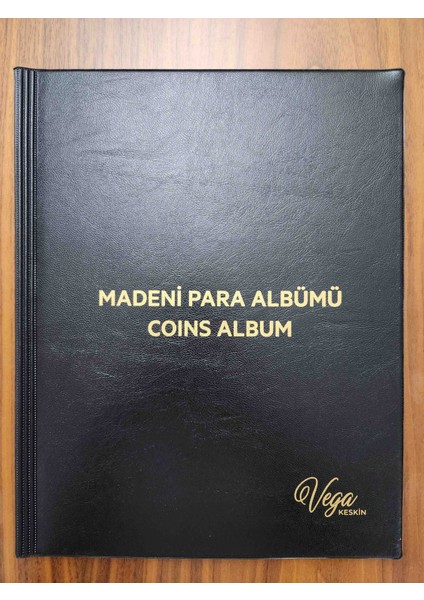 MADENİ PARA ALBÜMÜ
COINS ALBUM
Vega
KESKİN